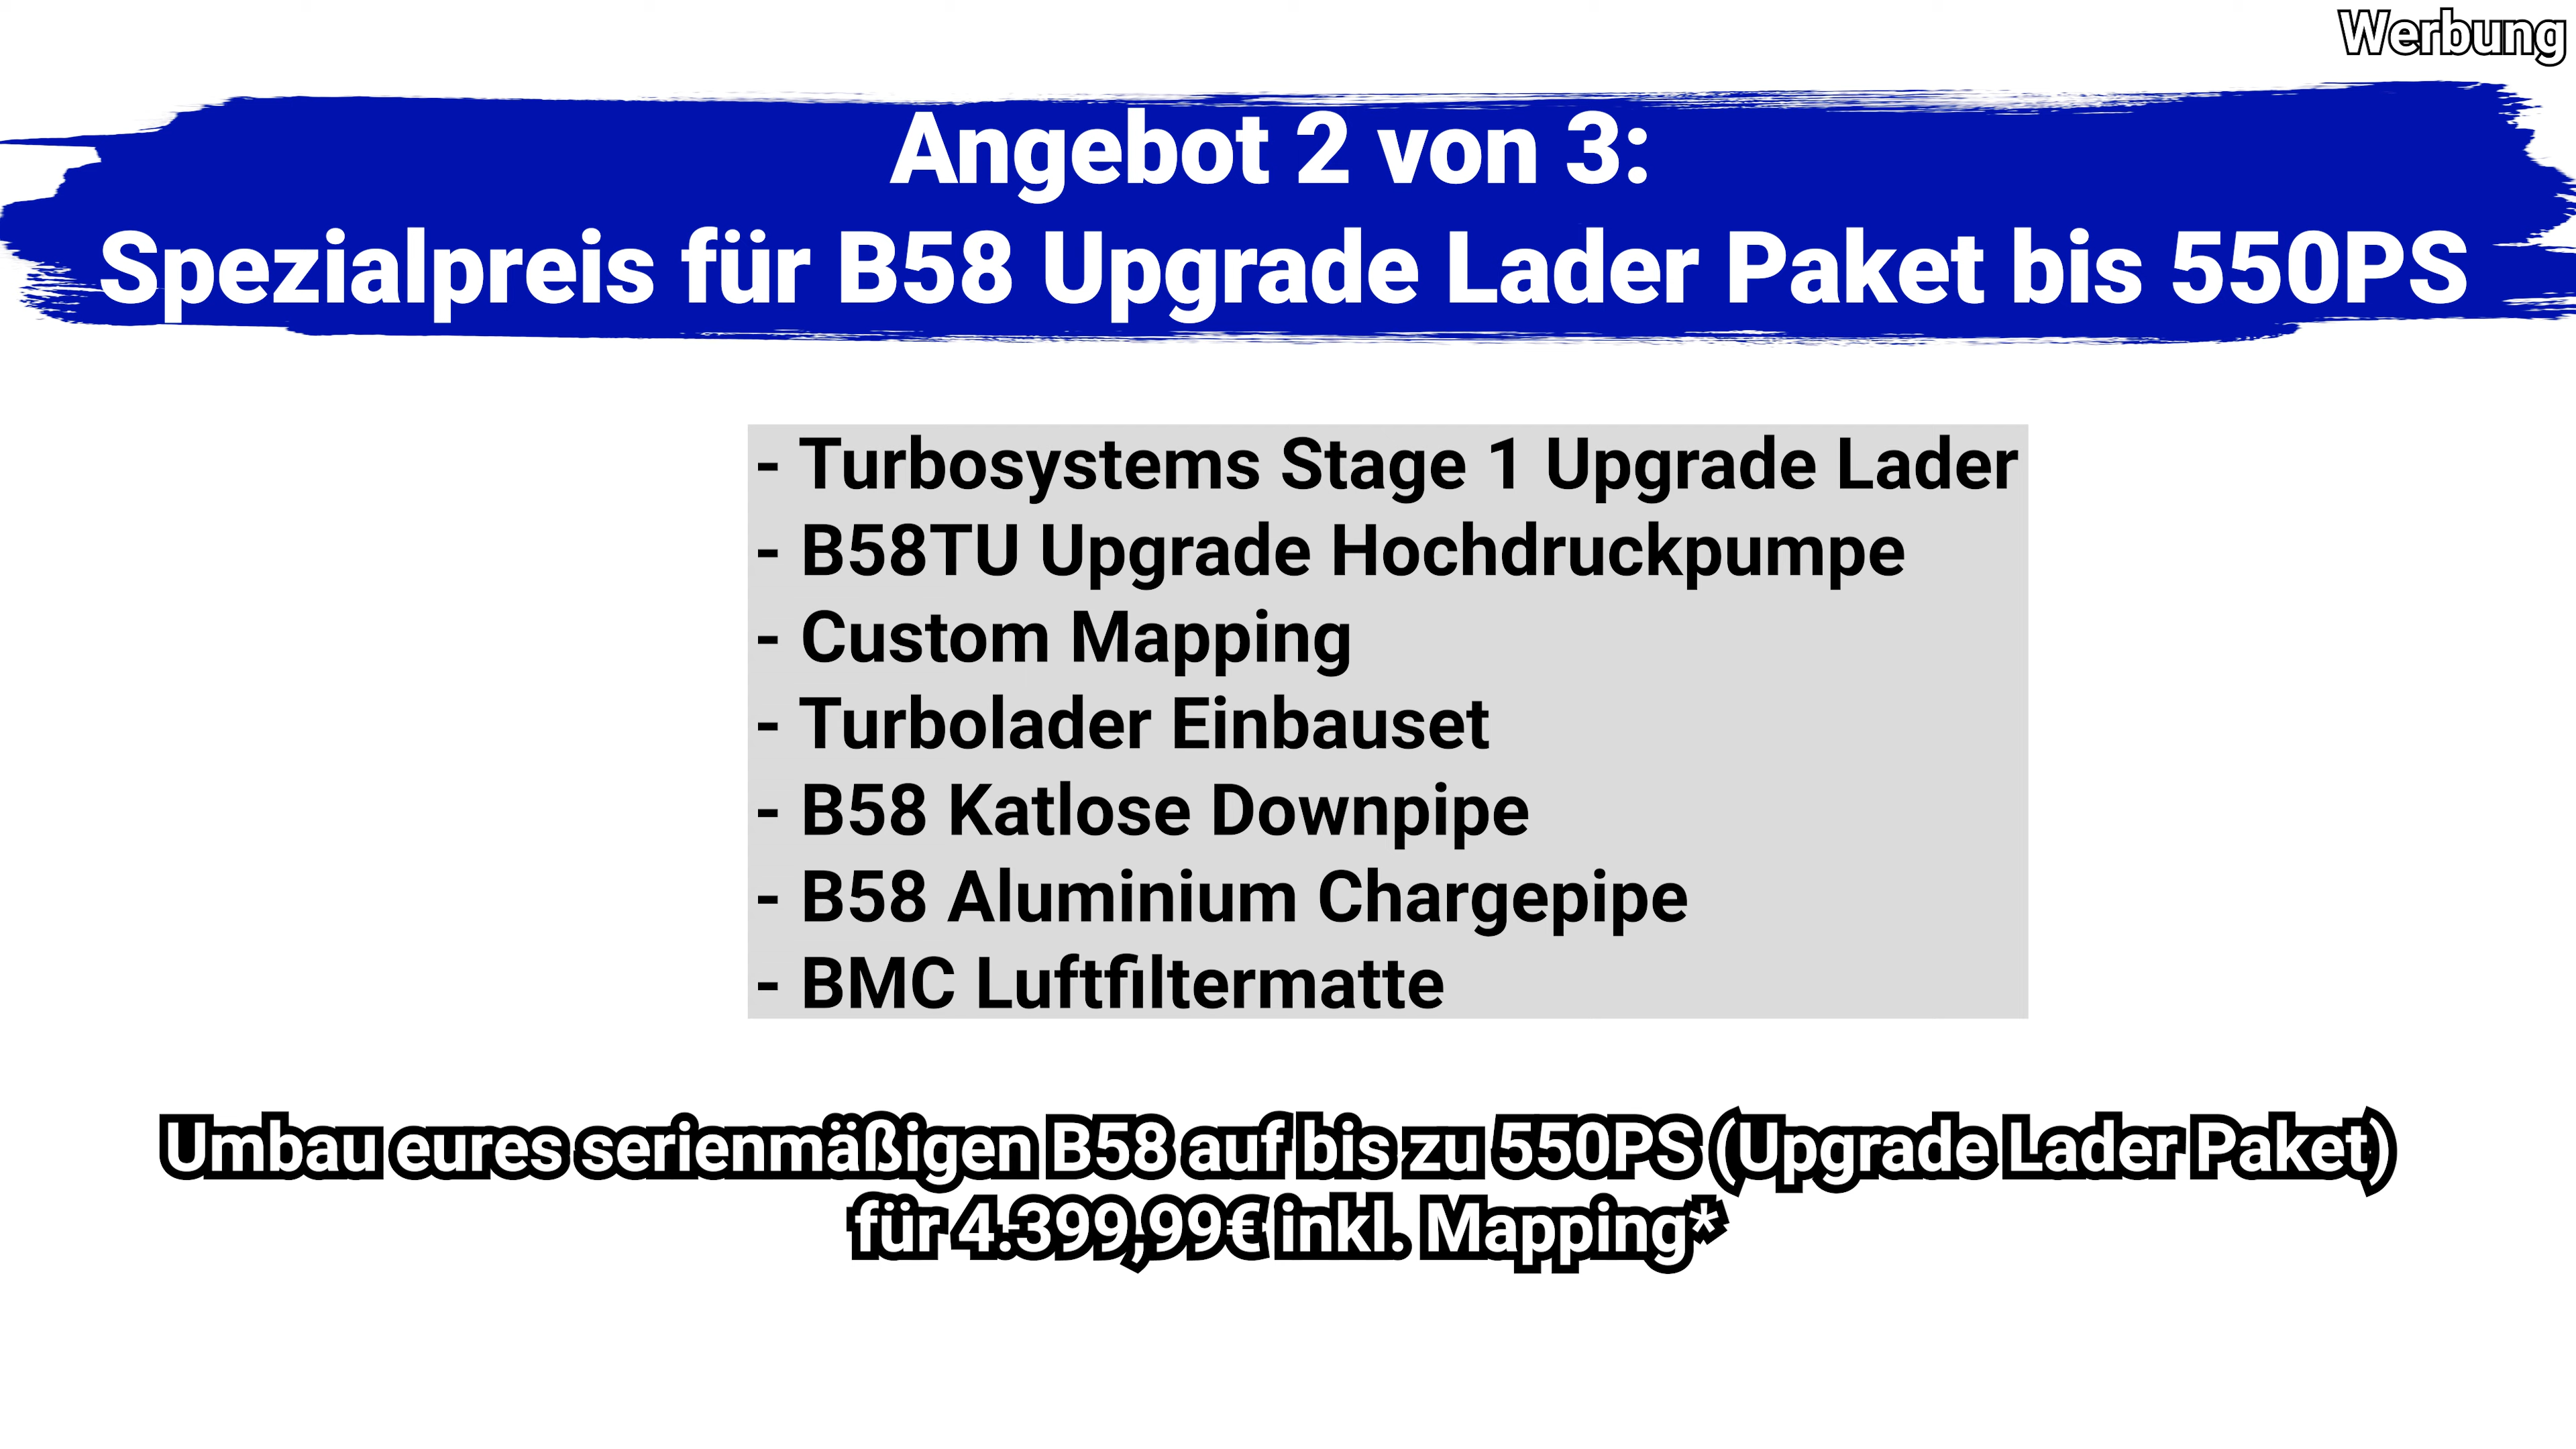 Werbung
Angebot 2 von 3:
Spezialpreis für B58 Upgrade Lader Paket bis 550PS
- Turbosystems Stage 1 Upgrade Lader
- B58TU Upgrade Hochdruckpumpe
- Custom Mapping
- Turbolader Einbauset
- B58 Katlose Downpipe
- B58 Aluminium Chargepipe
- BMC Luftfiltermatte
Umbau eures serienmäßigen B58 auf bis zu 550PS (Upgrade Lader Paket)
für 4.399,99€ inkl. Mapping*